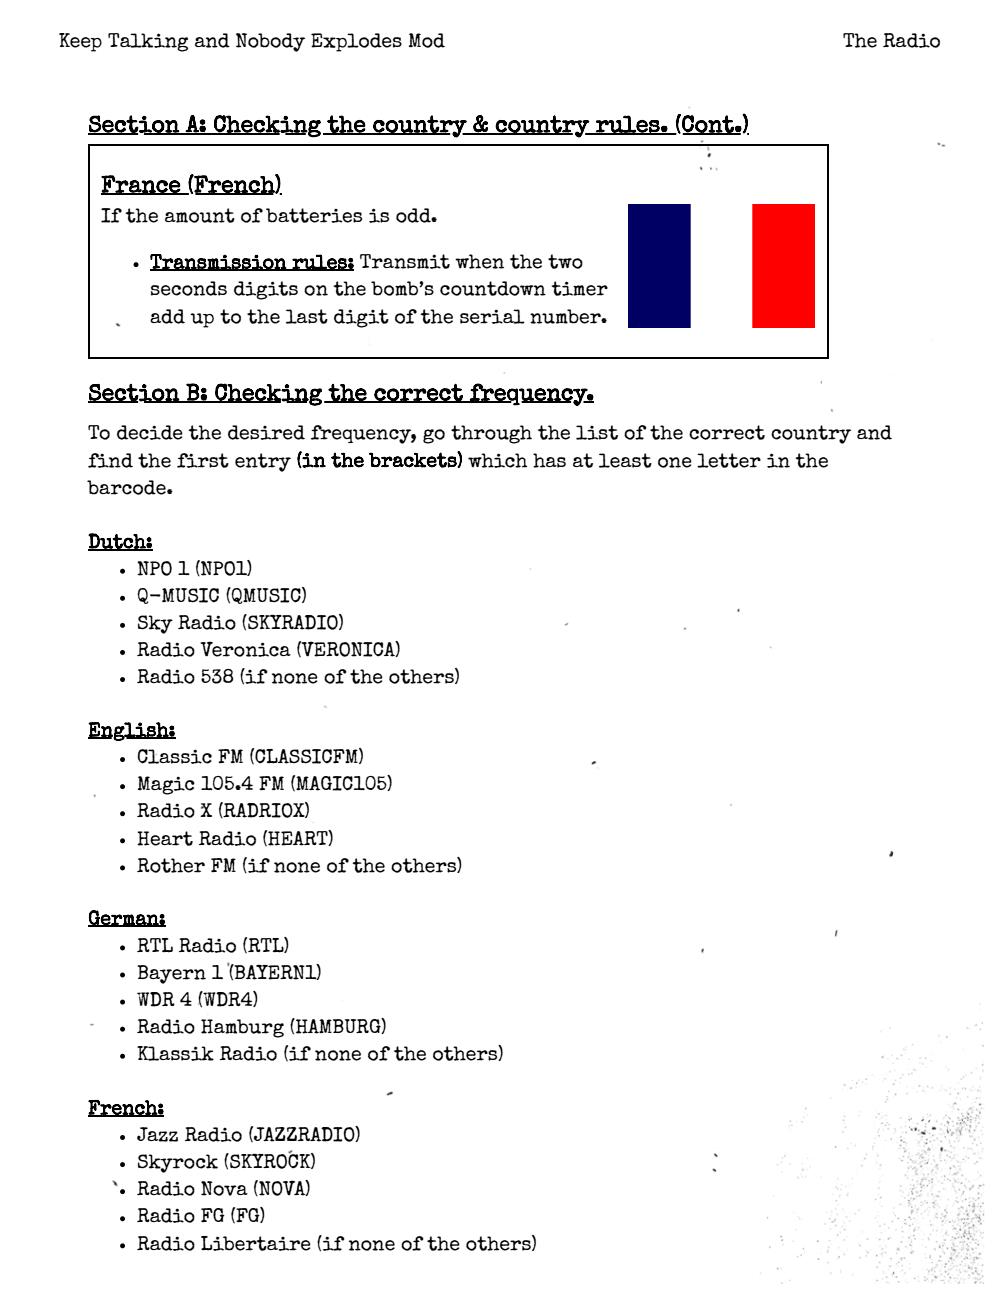 Keep Talking and Nobody Explodes Mod The Radio
Section A: Checking the country & country rules. (Cont.)
France (French)
If the amount of batteries is odd.
• Transmission rules: Transmit when the two
seconds digits on the bomb's countdown timer
add up to the last digit of the serial number.
Section B: Checking the correct frequency.
To decide the desired frequency, go through the list of the correct country and
find the first entry (in the brackets) which has at least one letter in the
barcode.
Dutch:
• NPO 1 (NPO1)
• Q-MUSIC (QMUSIC)
• Sky Radio (SKYRADIO)
• Radio Veronica (VERONICA)
• Radio 538 (if none of the others)
English:
• Classic FM (CLASSICFM)
• Magic 105.4 FM (MAGIC105)
• Radio X (RADRIOX)
• Heart Radio (HEART)
• Rother FM (if none of the others)
German:
• RTL Radio (RTL)
• Bayern 1 (BAYERN1)
• WDR 4 (WDR4)
• Radio Hamburg (HAMBURG)
• Klassik Radio (if none of the others)
French:
• Jazz Radio (JAZZRADIO)
• Skyrock (SKYROCK)
• Radio Nova (NOVA)
• Radio FG (FG)
• Radio Libertaire (if none of the others)